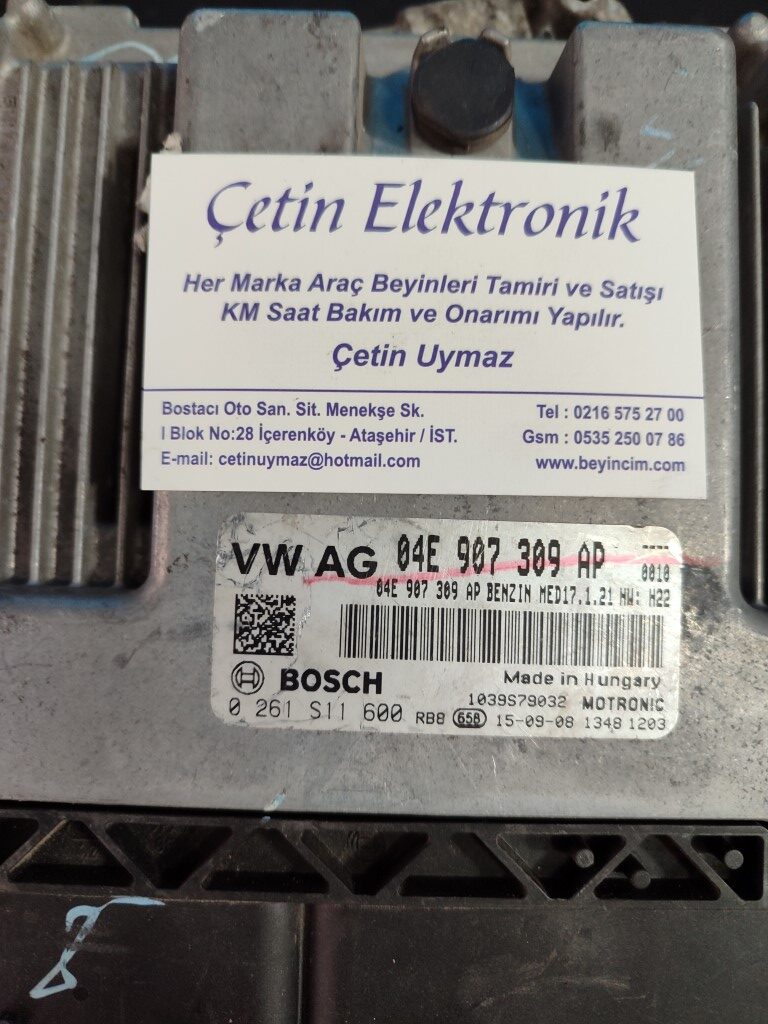 Çetin Elektronik
Her Marka Araç Beyinleri Tamiri ve Satışı
KM Saat Bakım ve Onarımı Yapılır.
Çetin Uymaz
Bostacı Oto San. Sit. Menekşe Sk.
I Blok No:28 İçerenköy - Ataşehir / İST.
E-mail: cetinuymaz@hotmail.com
Tel : 0216 575 27 00
Gsm : 0535 250 07 86
www.beyincim.com
VW AG 04E 907 309 AP ----
0010
04E 907 309 AP BENZIN MED17.1.21 HW: H22
BOSCH
Made in Hungary
1039S79032 MOTRONIC
0 261 S11 600 RB8 65B 15-09-08 1348 1203
8